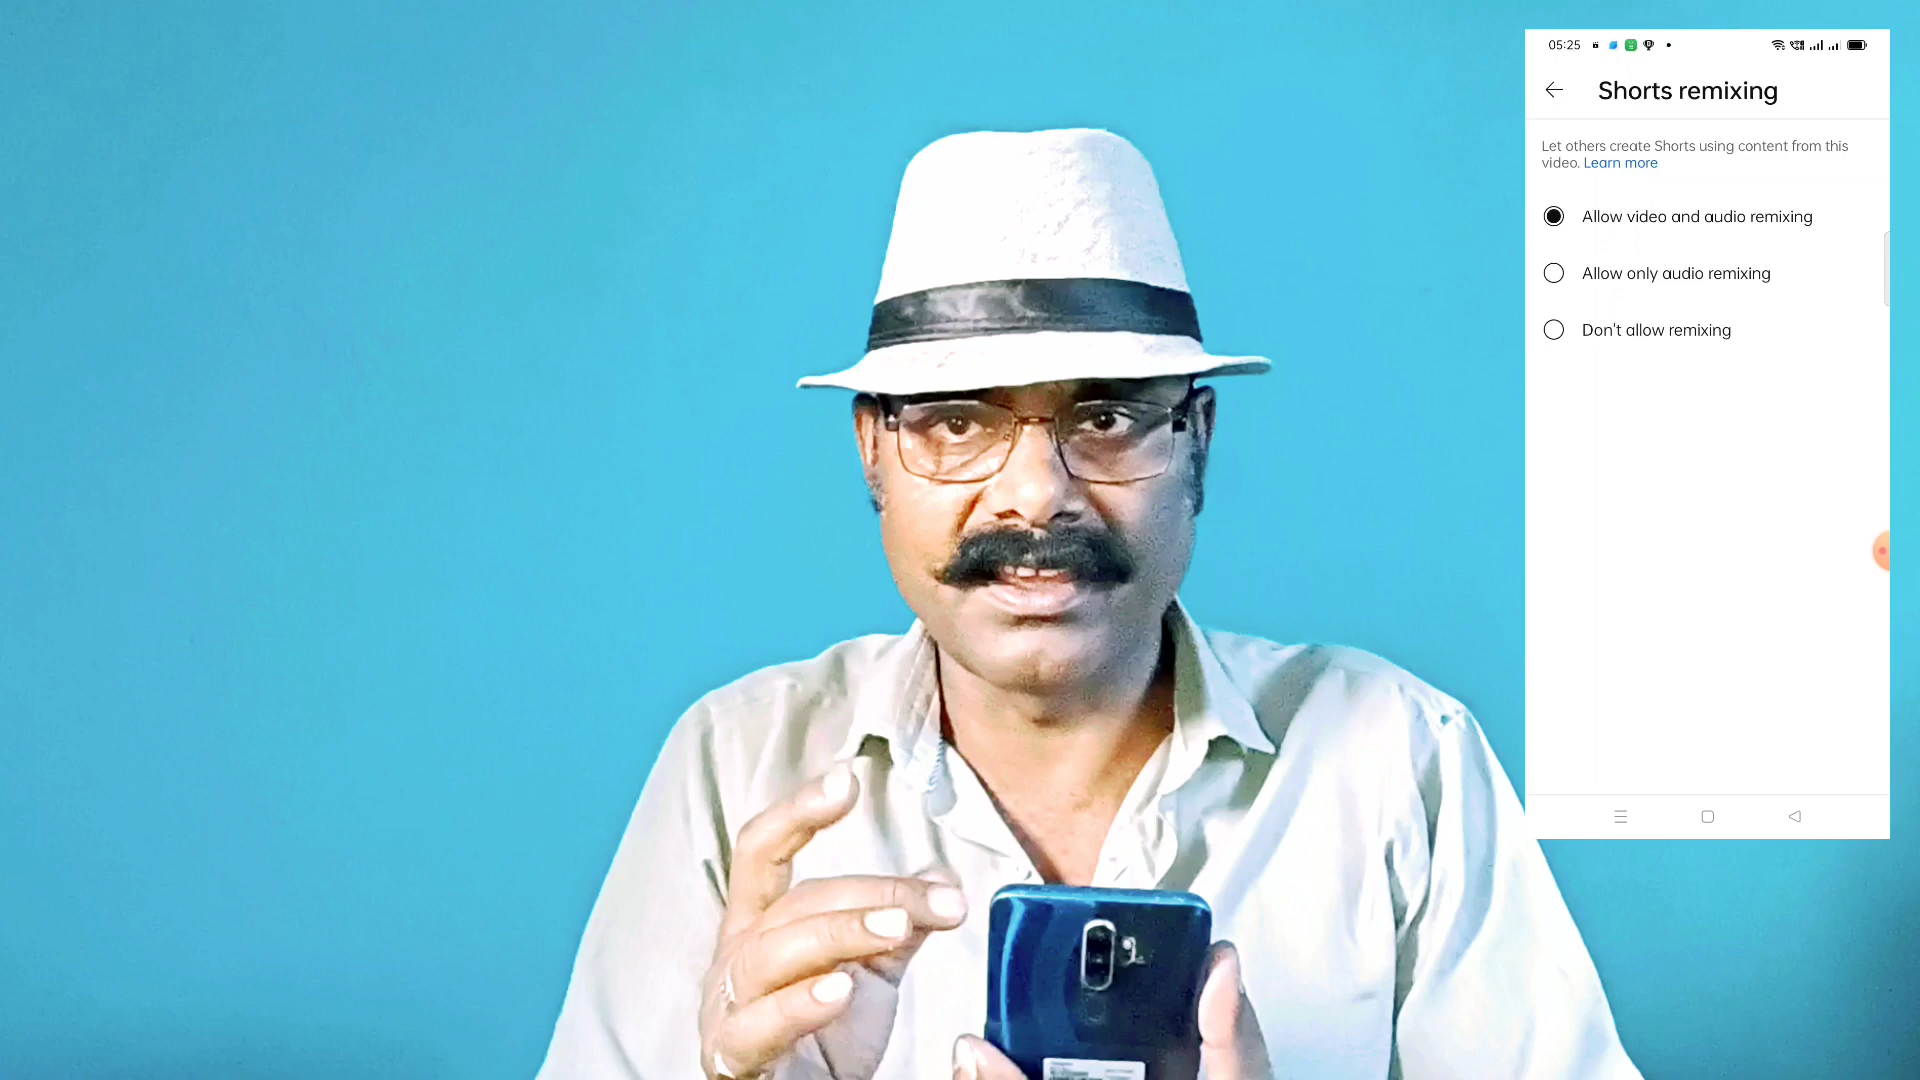 05:25
Shorts remixing
Let others create Shorts using content from this
video. Learn more
Allow video and audio remixing
Allow only audio remixing
Don't allow remixing